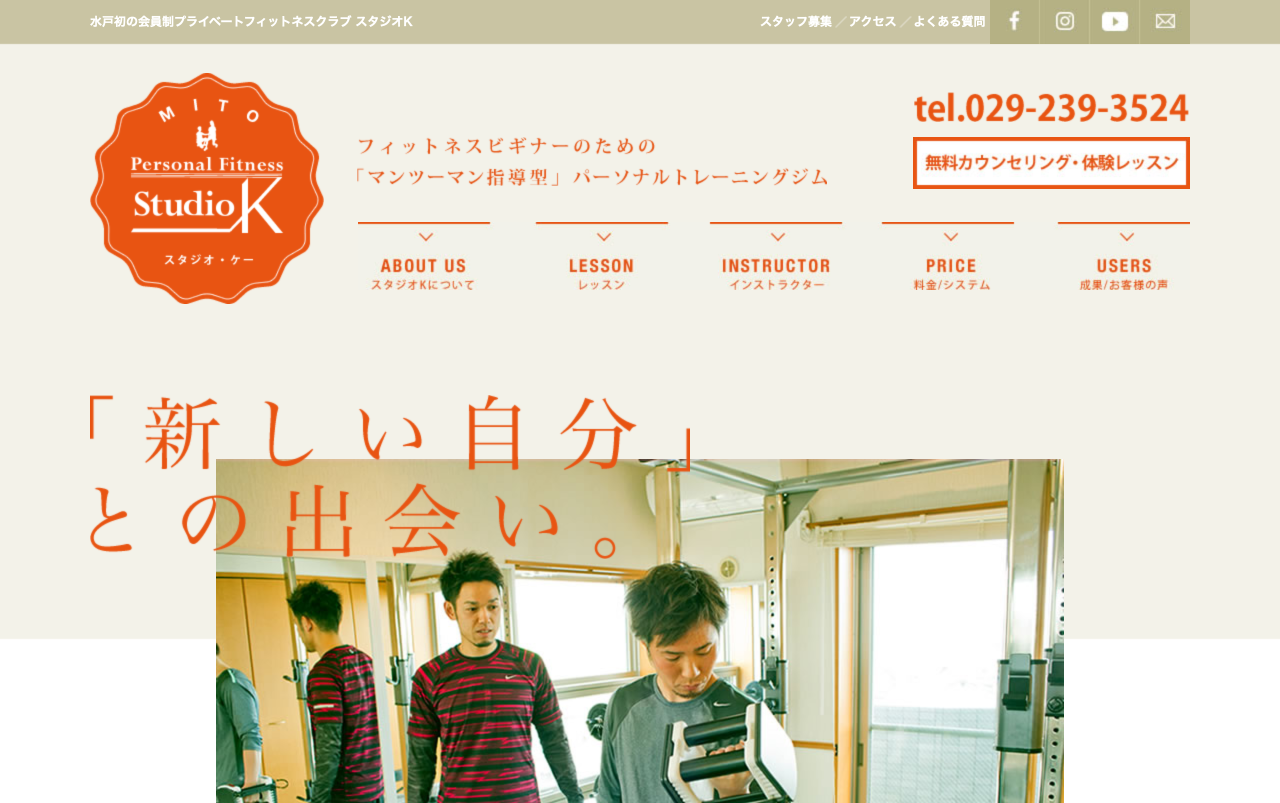 水戸初の会員制プライベートフィットネスクラブ スタジオK
スタッフ募集 ／ アクセス ／ よくある質問
MITO
Personal Fitness
Studio K
スタジオ・ケー
フィットネスビギナーのための
「マンツーマン指導型」パーソナルトレーニングジム
tel.029-239-3524
無料カウンセリング・体験レッスン
ABOUT US
スタジオKについて
LESSON
レッスン
INSTRUCTOR
インストラクター
PRICE
料金/システム
USERS
成果/お客様の声
「新しい自分」
との出会い。